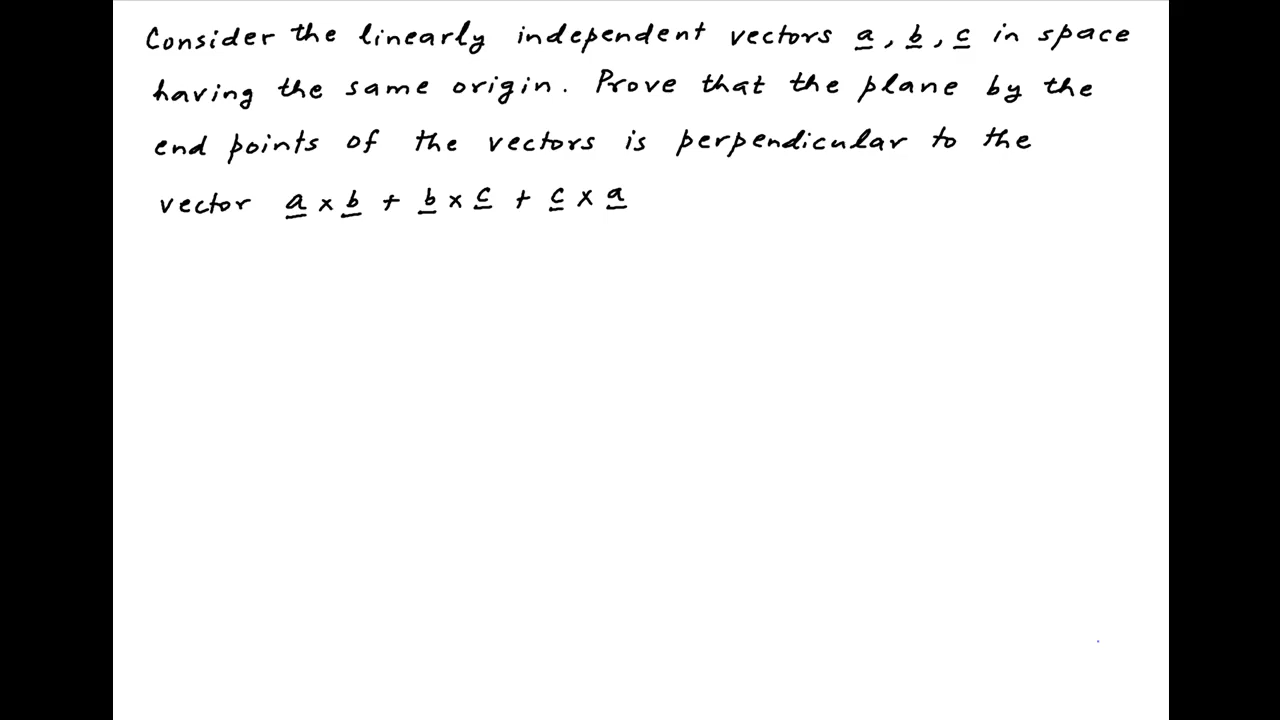 Consider the linearly independent vectors a, b, c in space
having the same origin. Prove that the plane by the
end points of the vectors is perpendicular to the
vector a × b + b × c + c × a